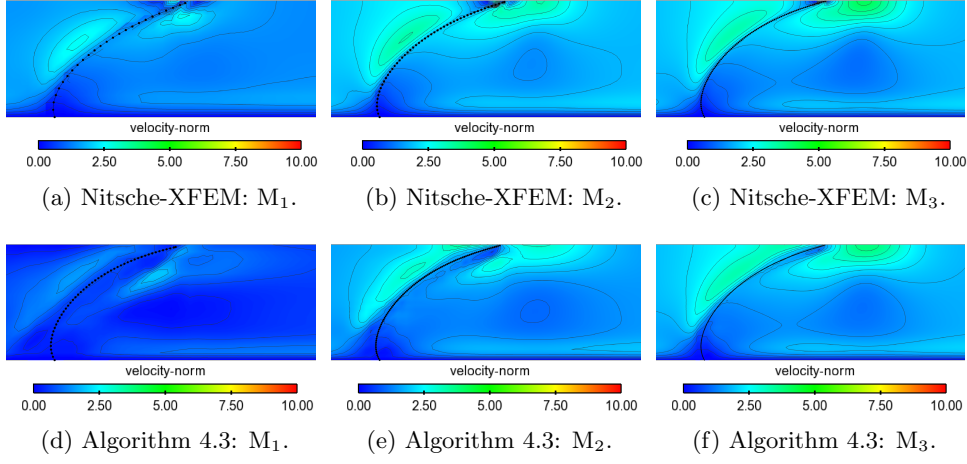 velocity-norm velocity-norm velocity-norm
0.00 2.50 5.00 7.50 10.00 0.00 2.50 5.00 7.50 10.00 0.00 2.50 5.00 7.50 10.00
(a) Nitsche-XFEM: M₁. (b) Nitsche-XFEM: M₂. (c) Nitsche-XFEM: M₃.
velocity-norm velocity-norm velocity-norm
0.00 2.50 5.00 7.50 10.00 0.00 2.50 5.00 7.50 10.00 0.00 2.50 5.00 7.50 10.00
(d) Algorithm 4.3: M₁. (e) Algorithm 4.3: M₂. (f) Algorithm 4.3: M₃.